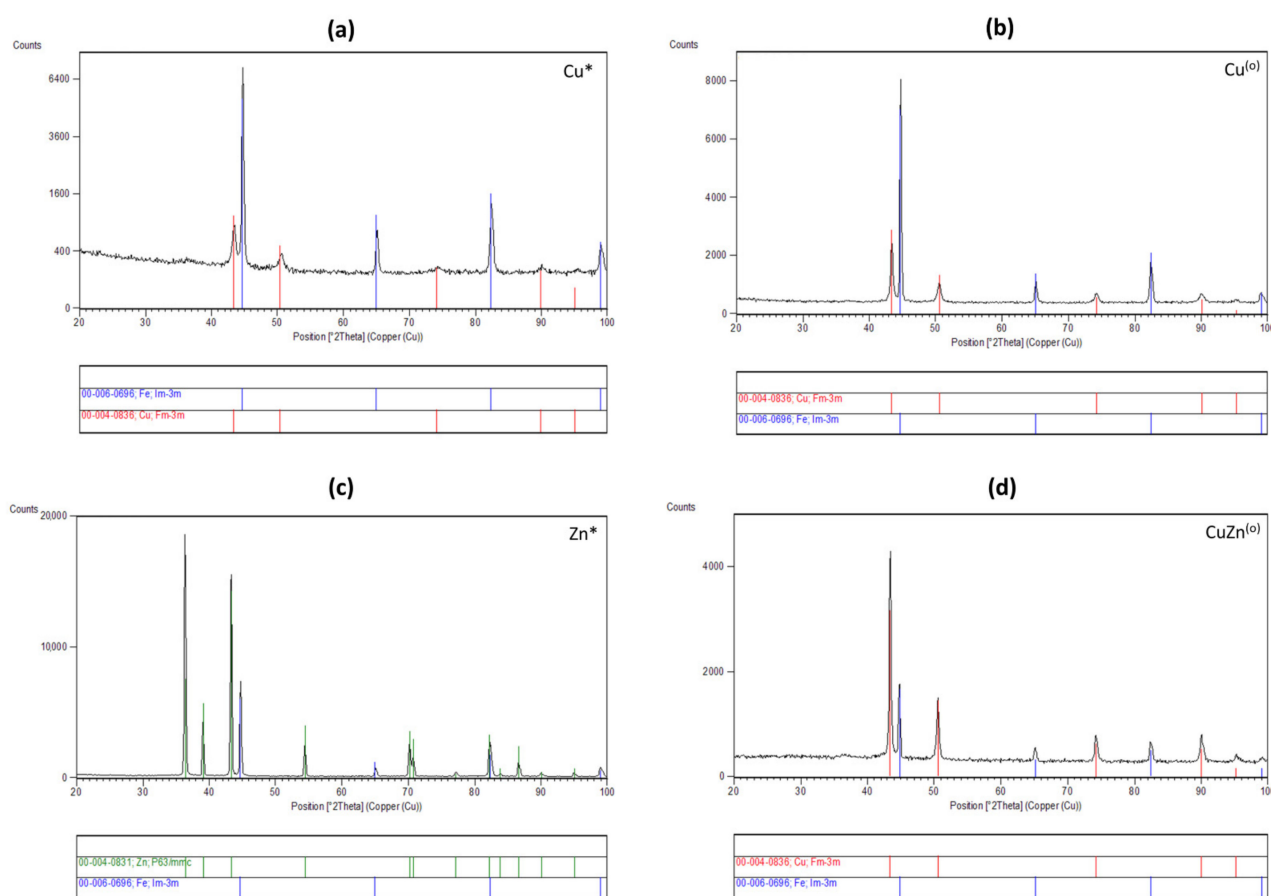 (a)
Counts
Cu*
6400
3600
1600
400
0
20 30 40 50 60 70 80 90 100
Position [°2Theta] (Copper (Cu))
00-006-0696; Fe; Im-3m
00-004-0836; Cu; Fm-3m
(b)
Counts
Cu(o)
8000
6000
4000
2000
0
20 30 40 50 60 70 80 90 100
Position [°2Theta] (Copper (Cu))
00-004-0836; Cu; Fm-3m
00-006-0696; Fe; Im-3m
(c)
Counts
Zn*
20,000
10,000
0
20 30 40 50 60 70 80 90 100
Position [°2Theta] (Copper (Cu))
00-004-0831; Zn; P63/mmc
00-006-0696; Fe; Im-3m
(d)
Counts
CuZn(o)
4000
2000
0
20 30 40 50 60 70 80 90 100
Position [°2Theta] (Copper (Cu))
00-004-0836; Cu; Fm-3m
00-006-0696; Fe; Im-3m